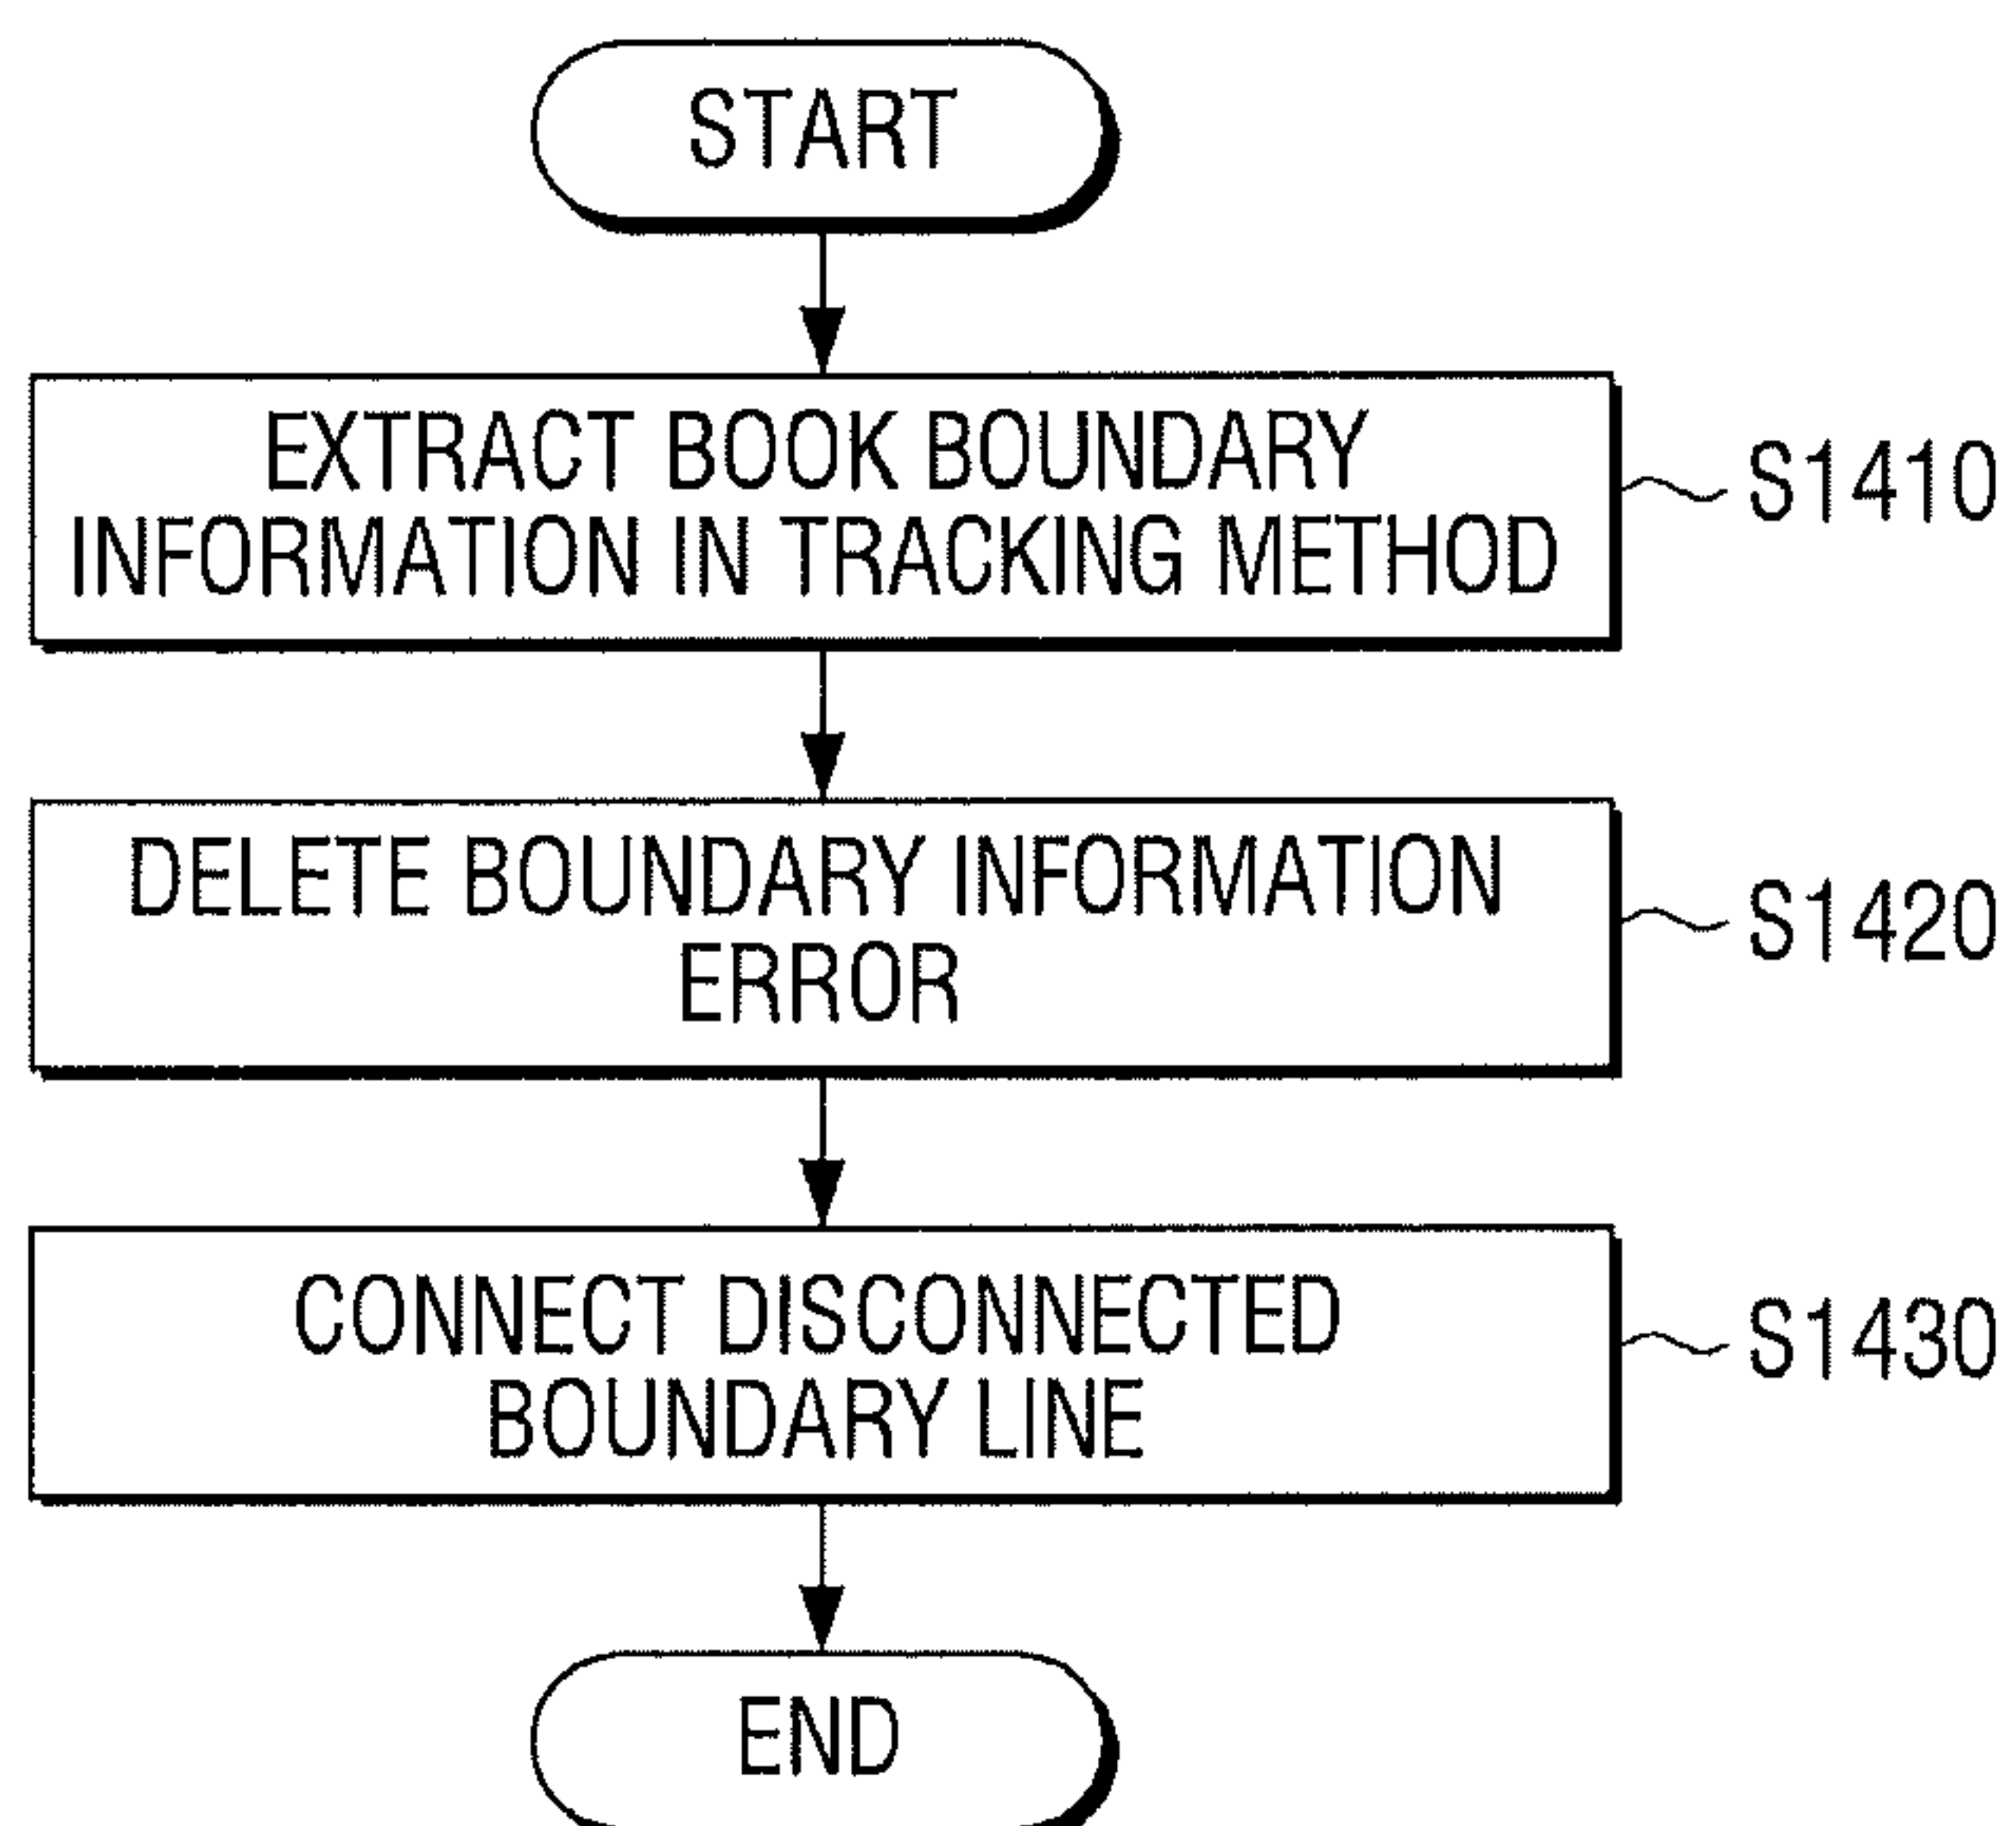 START
EXTRACT BOOK BOUNDARY
INFORMATION IN TRACKING METHOD
S1410
DELETE BOUNDARY INFORMATION
ERROR
S1420
CONNECT DISCONNECTED
BOUNDARY LINE
S1430
END